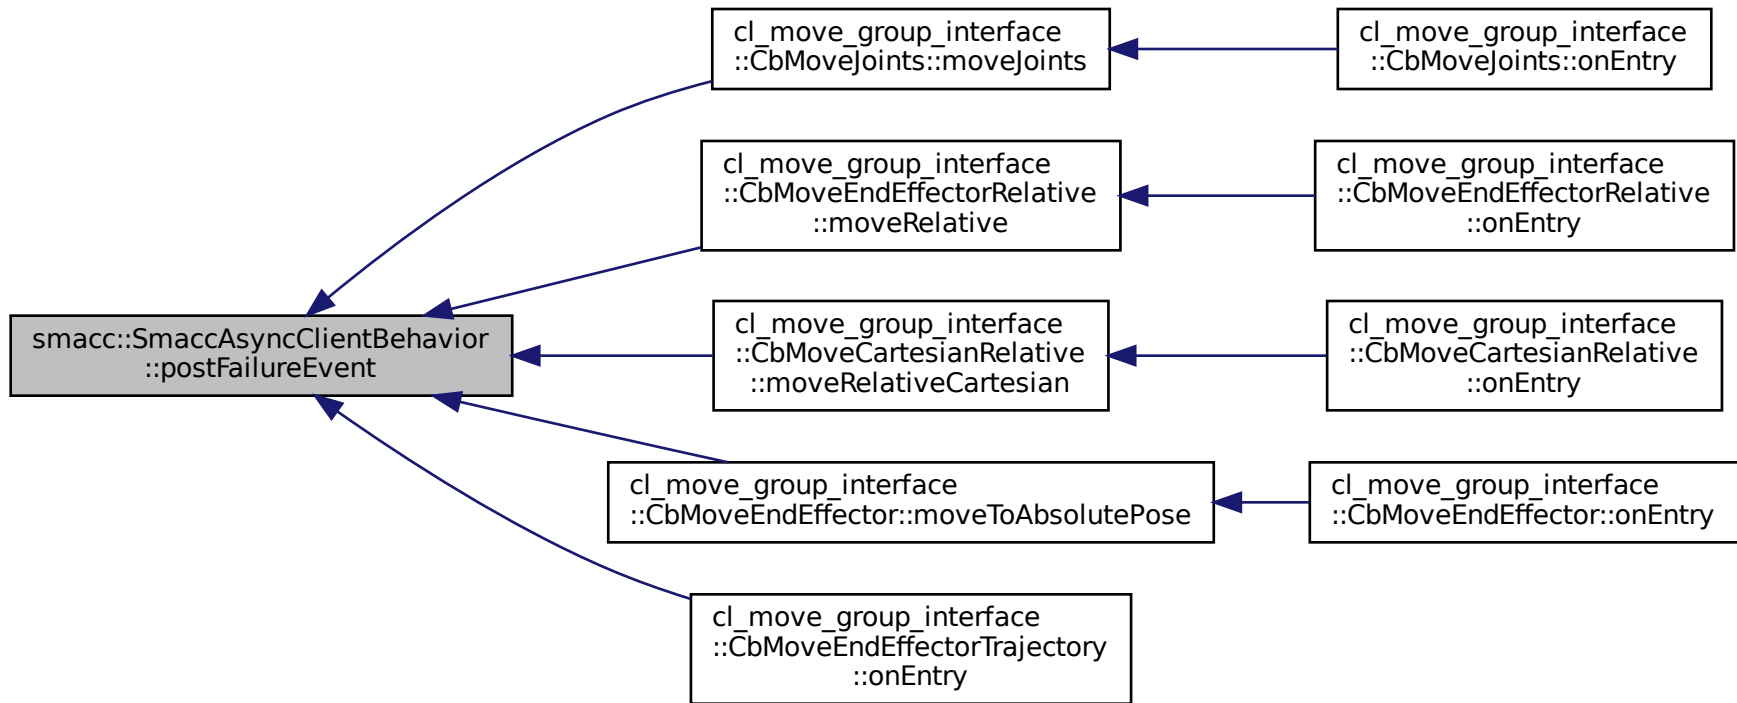 cl_move_group_interface
::CbMoveJoints::moveJoints
cl_move_group_interface
::CbMoveJoints::onEntry
cl_move_group_interface
::CbMoveEndEffectorRelative
::moveRelative
cl_move_group_interface
::CbMoveEndEffectorRelative
::onEntry
smacc::SmaccAsyncClientBehavior
::postFailureEvent
cl_move_group_interface
::CbMoveCartesianRelative
::moveRelativeCartesian
cl_move_group_interface
::CbMoveCartesianRelative
::onEntry
cl_move_group_interface
::CbMoveEndEffector::moveToAbsolutePose
cl_move_group_interface
::CbMoveEndEffector::onEntry
cl_move_group_interface
::CbMoveEndEffectorTrajectory
::onEntry